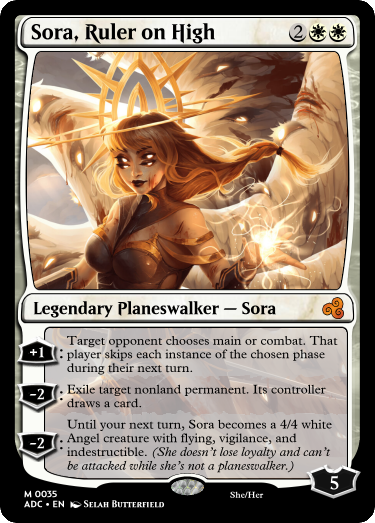 Sora, Ruler on High 2
Legendary Planeswalker — Sora
+1: Target opponent chooses main or combat. That
player skips each instance of the chosen phase
during their next turn.
-2: Exile target nonland permanent. Its controller
draws a card.
Until your next turn, Sora becomes a 4/4 white
-2: Angel creature with flying, vigilance, and
indestructible. (She doesn't lose loyalty and can't
be attacked while she's not a planeswalker.)
5
M 0035 She/Her
ADC • EN Selah Butterfield